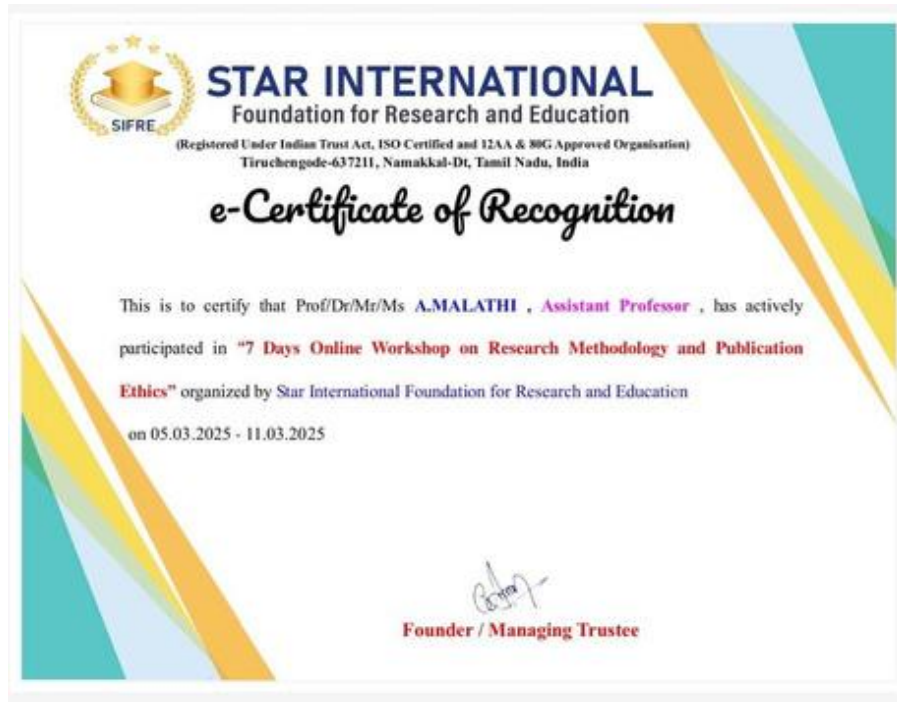 SIFRE
STAR INTERNATIONAL
Foundation for Research and Education
(Registered Under Indian Trust Act, ISO Certified and 12AA & 80G Approved Organisation)
Tiruchengode-637211, Namakkal-Dt, Tamil Nadu, India
e-Certificate of Recognition
This is to certify that Prof/Dr/Mr/Ms A.MALATHI , Assistant Professor , has actively
participated in "7 Days Online Workshop on Research Methodology and Publication
Ethics" organized by Star International Foundation for Research and Education
on 05.03.2025 - 11.03.2025
Founder / Managing Trustee